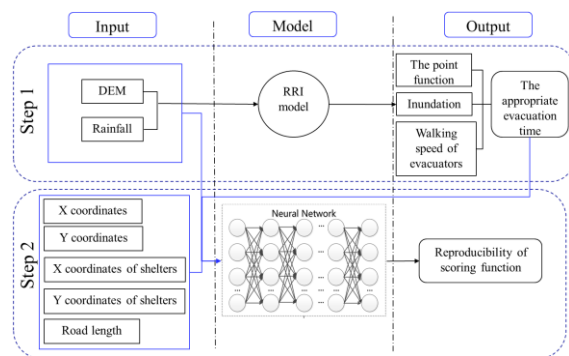 Input
Model
Output
Step 1
DEM
Rainfall
RRI
model
The point
function
Inundation
Walking
speed of
evacuators
The
appropriate
evacuation
time
Step 2
X coordinates
Y coordinates
X coordinates of shelters
Y coordinates of shelters
Road length
Neural Network
...
...
...
...
... ... ... ... ...
Reproducibility of
scoring function